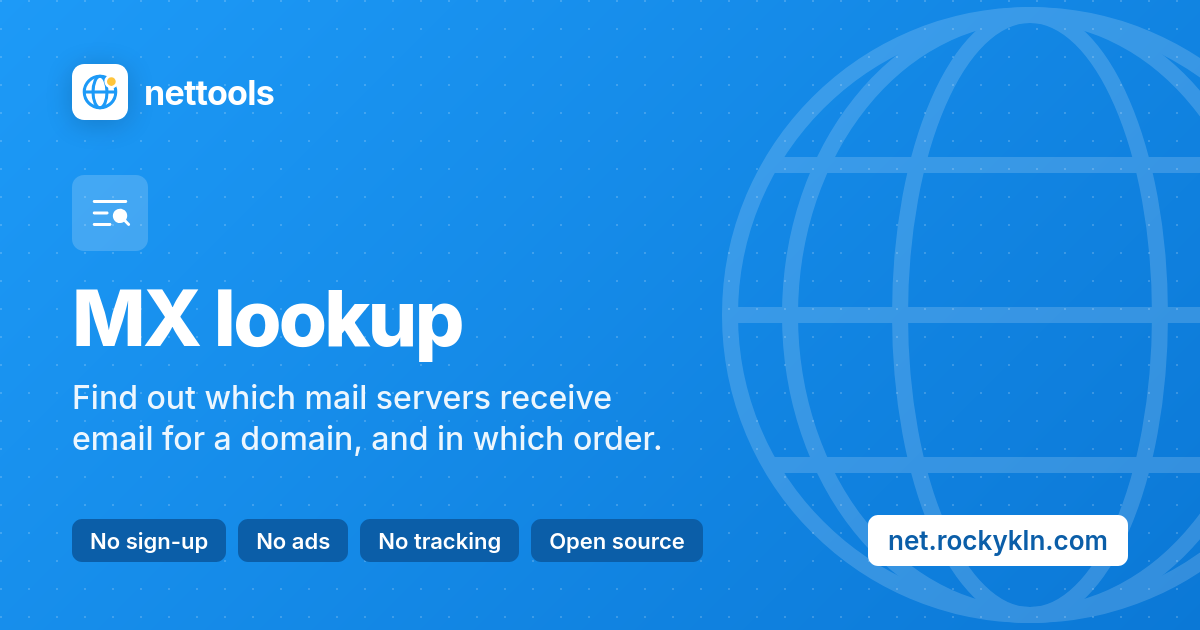 nettools
MX lookup
Find out which mail servers receive
email for a domain, and in which order.
No sign-up
No ads
No tracking
Open source
net.rockykln.com